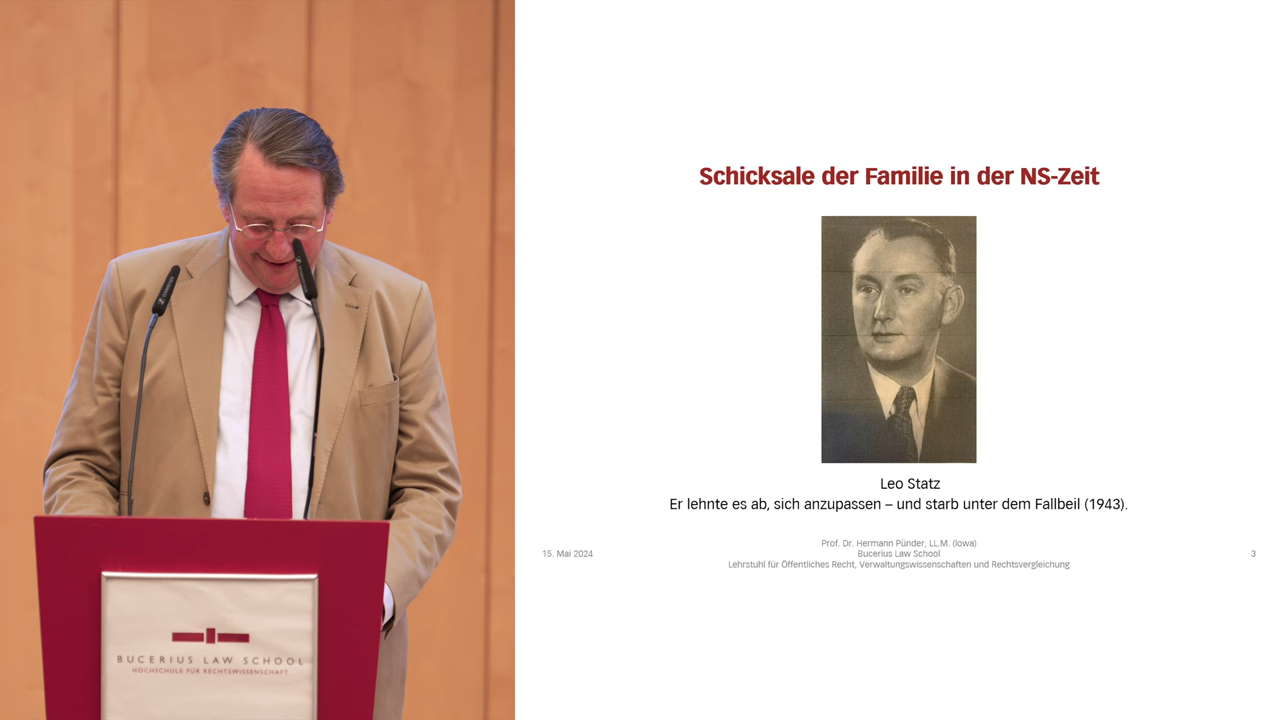 Schicksale der Familie in der NS-Zeit
Leo Statz
Er lehnte es ab, sich anzupassen – und starb unter dem Fallbeil (1943).
15. Mai 2024
Prof. Dr. Hermann Pünder, LL.M. (Iowa)
Bucerius Law School
Lehrstuhl für Öffentliches Recht, Verwaltungswissenschaften und Rechtsvergleichung
3
BUCERIUS LAW SCHOOL
HOCHSCHULE FÜR RECHTSWISSENSCHAFT